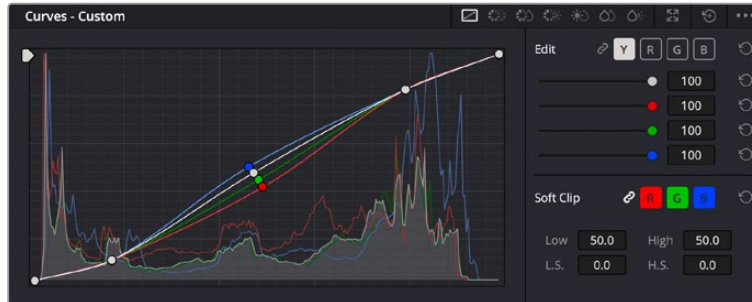 Curves - Custom
Edit Y R G B
100
100
100
100
Soft Clip R G B
Low 50.0 High 50.0
L.S. 0.0 H.S. 0.0